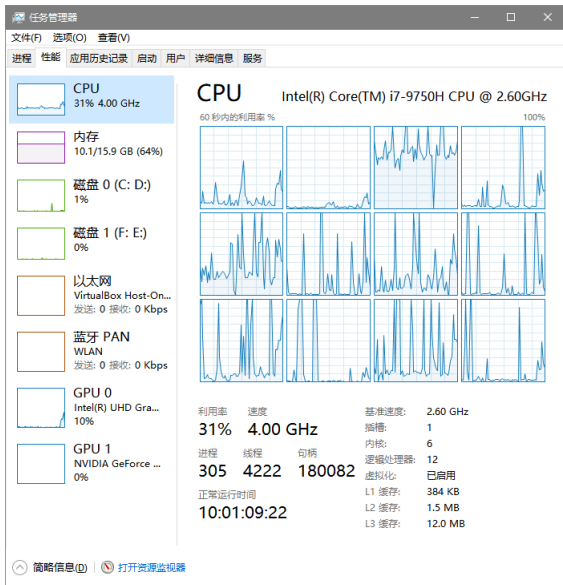 任务管理器
文件(F) 选项(O) 查看(V)
进程 性能 应用历史记录 启动 用户 详细信息 服务
CPU
31% 4.00 GHz
内存
10.1/15.9 GB (64%)
磁盘 0 (C: D:)
1%
磁盘 1 (F: E:)
0%
以太网
VirtualBox Host-On...
发送: 0 接收: 0 Kbps
蓝牙 PAN
WLAN
发送: 0 接收: 0 Kbps
GPU 0
Intel(R) UHD Gra...
10%
GPU 1
NVIDIA GeForce ...
0%
CPU Intel(R) Core(TM) i7-9750H CPU @ 2.60GHz
60 秒内的利用率 % 100%
利用率 速度
31% 4.00 GHz
进程 线程 句柄
305 4222 180082
正常运行时间
10:01:09:22
基准速度: 2.60 GHz
插槽: 1
内核: 6
逻辑处理器: 12
虚拟化: 已启用
L1 缓存: 384 KB
L2 缓存: 1.5 MB
L3 缓存: 12.0 MB
简略信息(D) 打开资源监视器